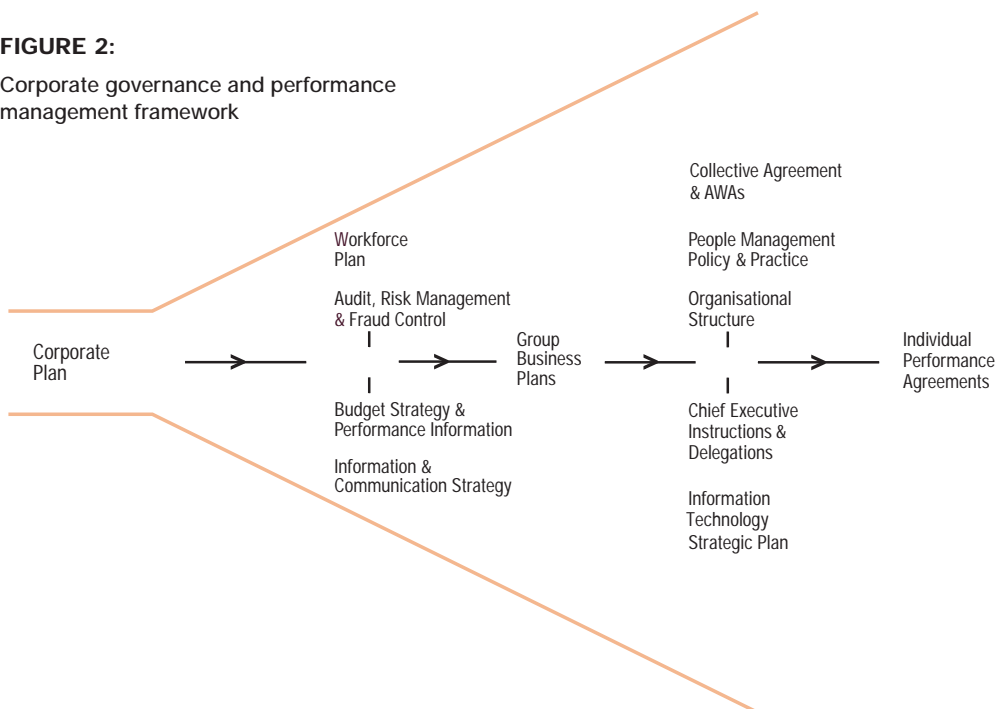 FIGURE 2:
Corporate governance and performance
management framework
Corporate
Plan
Workforce
Plan
Audit, Risk Management
& Fraud Control
Budget Strategy &
Performance Information
Information &
Communication Strategy
Group
Business
Plans
Collective Agreement
& AWAs
People Management
Policy & Practice
Organisational
Structure
Chief Executive
Instructions &
Delegations
Information
Technology
Strategic Plan
Individual
Performance
Agreements